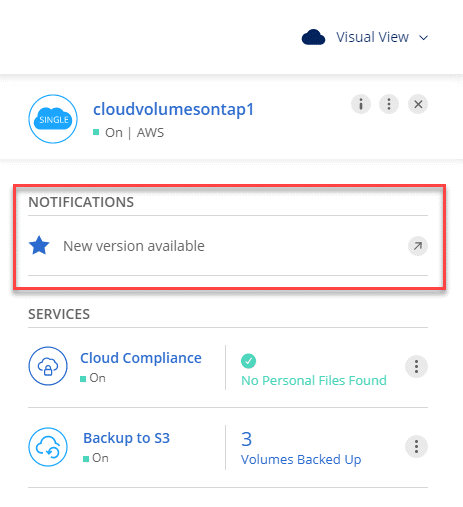 Visual View
SINGLE
cloudvolumesontap1
On | AWS
NOTIFICATIONS
New version available
SERVICES
Cloud Compliance
On
No Personal Files Found
Backup to S3
On
3
Volumes Backed Up